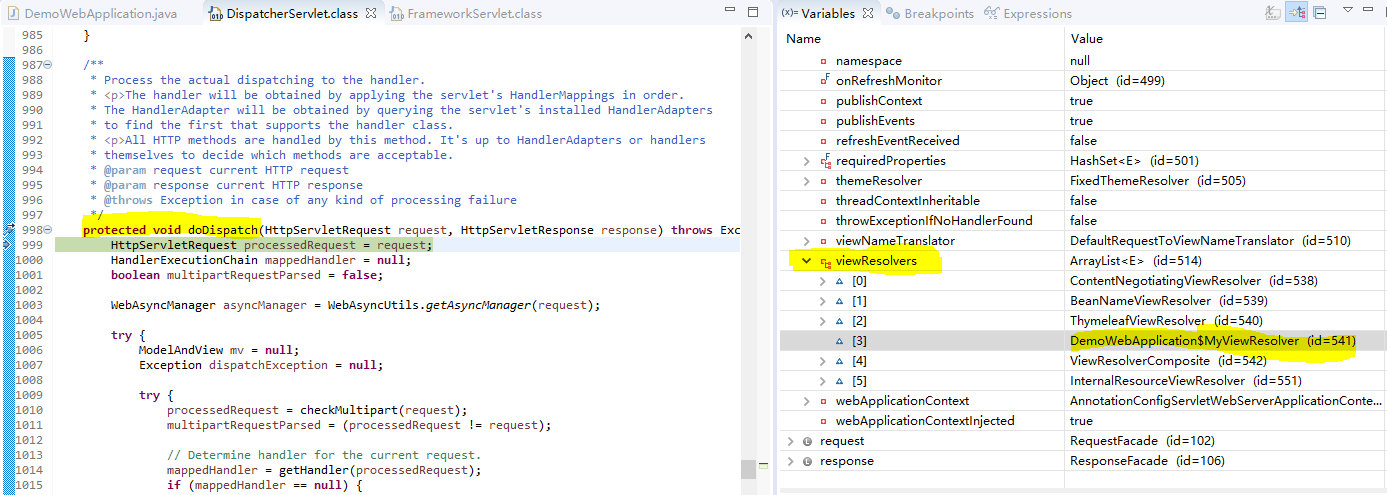 DemoWebApplication.java
DispatcherServlet.class
FrameworkServlet.class
985 }
986
987 /**
988 * Process the actual dispatching to the handler.
989 * <p>The handler will be obtained by applying the servlet's HandlerMappings in order.
990 * The HandlerAdapter will be obtained by querying the servlet's installed HandlerAdapters
991 * to find the first that supports the handler class.
992 * <p>All HTTP methods are handled by this method. It's up to HandlerAdapters or handlers
993 * themselves to decide which methods are acceptable.
994 * @param request current HTTP request
995 * @param response current HTTP response
996 * @throws Exception in case of any kind of processing failure
997 */
998 protected void doDispatch(HttpServletRequest request, HttpServletResponse response) throws Exc
999 HttpServletRequest processedRequest = request;
1000 HandlerExecutionChain mappedHandler = null;
1001 boolean multipartRequestParsed = false;
1002
1003 WebAsyncManager asyncManager = WebAsyncUtils.getAsyncManager(request);
1004
1005 try {
1006 ModelAndView mv = null;
1007 Exception dispatchException = null;
1008
1009 try {
1010 processedRequest = checkMultipart(request);
1011 multipartRequestParsed = (processedRequest != request);
1012
1013 // Determine handler for the current request.
1014 mappedHandler = getHandler(processedRequest);
1015 if (mappedHandler == null) {
(x)= Variables
Breakpoints
Expressions
Name Value
namespace null
onRefreshMonitor Object (id=499)
publishContext true
publishEvents true
refreshEventReceived false
requiredProperties HashSet<E> (id=501)
themeResolver FixedThemeResolver (id=505)
threadContextInheritable false
throwExceptionIfNoHandlerFound false
viewNameTranslator DefaultRequestToViewNameTranslator (id=510)
viewResolvers ArrayList<E> (id=514)
[0] ContentNegotiatingViewResolver (id=538)
[1] BeanNameViewResolver (id=539)
[2] ThymeleafViewResolver (id=540)
[3] DemoWebApplication$MyViewResolver (id=541)
[4] ViewResolverComposite (id=542)
[5] InternalResourceViewResolver (id=551)
webApplicationContext AnnotationConfigServletWebServerApplicationConte...
webApplicationContextInjected true
request RequestFacade (id=102)
response ResponseFacade (id=106)